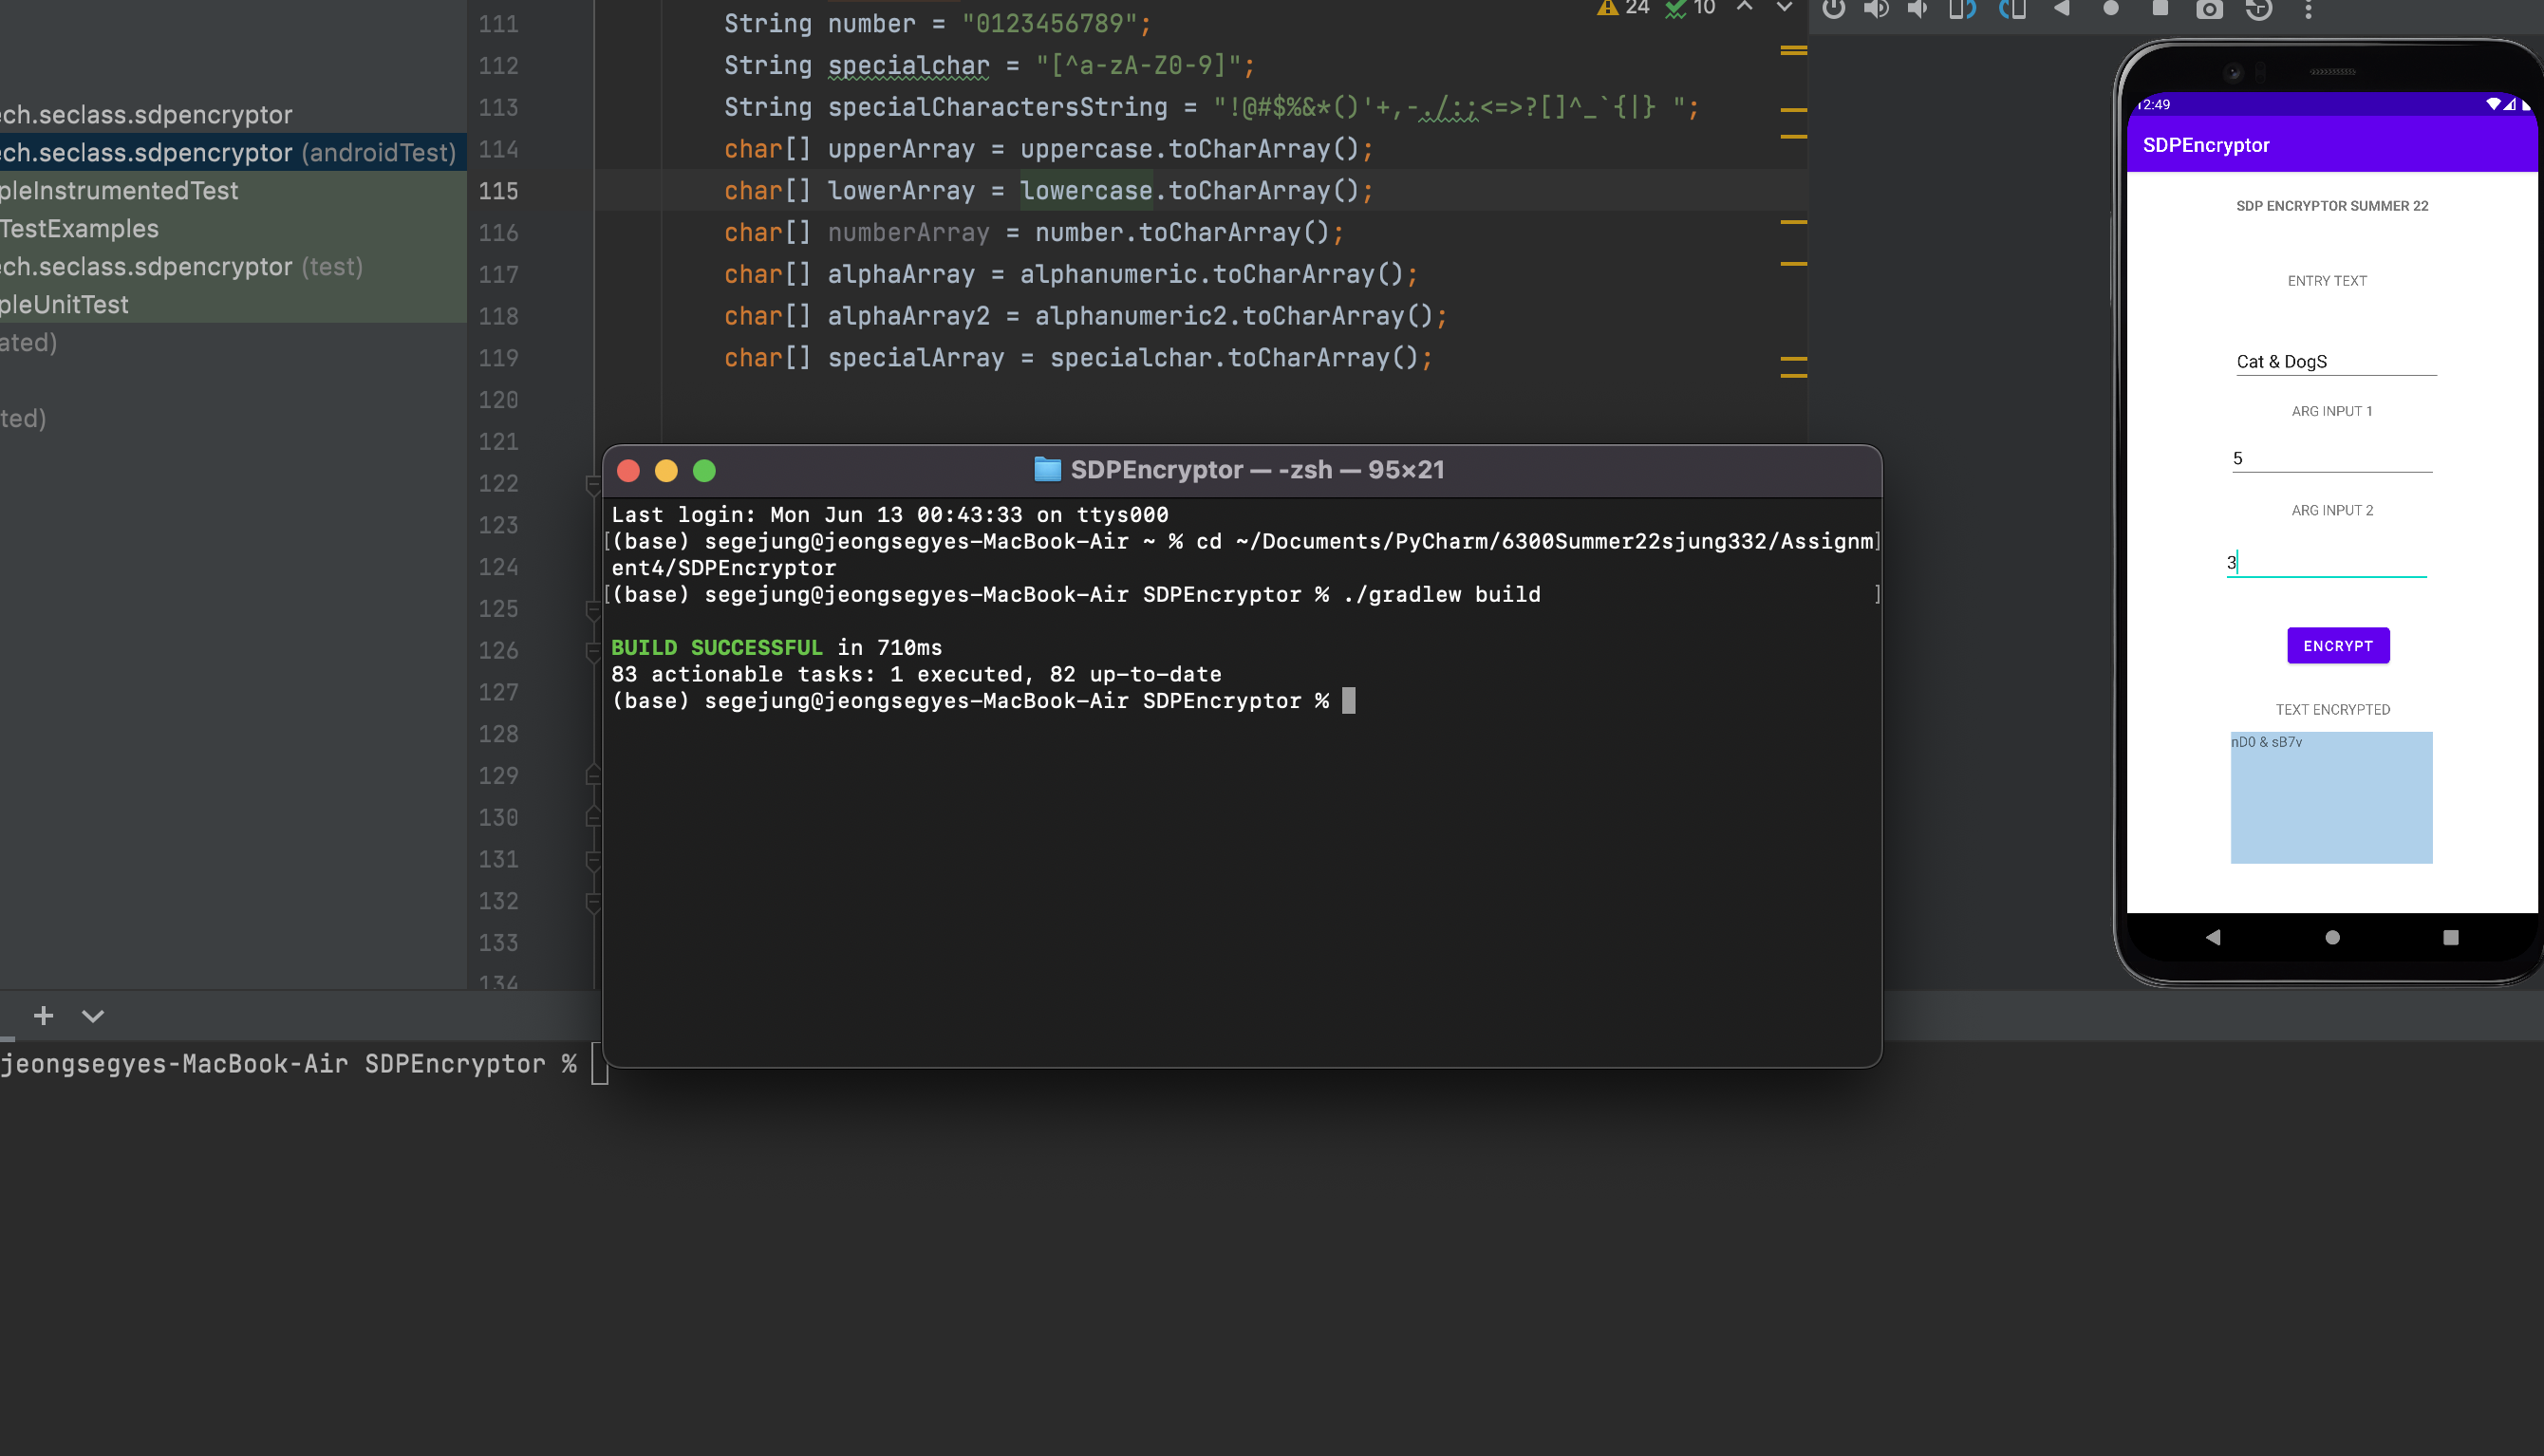 ech.seclass.sdpencryptor
ech.seclass.sdpencryptor (androidTest)
pleInstrumentedTest
TestExamples
ech.seclass.sdpencryptor (test)
pleUnitTest
ated)
ted)
24 10
111 String number = "0123456789";
112 String specialchar = "[^a-zA-Z0-9]";
113 String specialCharactersString = "!@#$%&*()'+,-./:;<=>?[]^_`{|} ";
114 char[] upperArray = uppercase.toCharArray();
115 char[] lowerArray = lowercase.toCharArray();
116 char[] numberArray = number.toCharArray();
117 char[] alphaArray = alphanumeric.toCharArray();
118 char[] alphaArray2 = alphanumeric2.toCharArray();
119 char[] specialArray = specialchar.toCharArray();
120
121
122
123
124
125
126
127
128
129
130
131
132
133
134
SDPEncryptor — -zsh — 95×21
Last login: Mon Jun 13 00:43:33 on ttys000
[(base) segejung@jeongsegyes-MacBook-Air ~ % cd ~/Documents/PyCharm/6300Summer22sjung332/Assignm]
ent4/SDPEncryptor
[(base) segejung@jeongsegyes-MacBook-Air SDPEncryptor % ./gradlew build ]
BUILD SUCCESSFUL in 710ms
83 actionable tasks: 1 executed, 82 up-to-date
(base) segejung@jeongsegyes-MacBook-Air SDPEncryptor %
12:49
SDPEncryptor
SDP ENCRYPTOR SUMMER 22
ENTRY TEXT
Cat & DogS
ARG INPUT 1
5
ARG INPUT 2
3
ENCRYPT
TEXT ENCRYPTED
nD0 & sB7v
jeongsegyes-MacBook-Air SDPEncryptor %